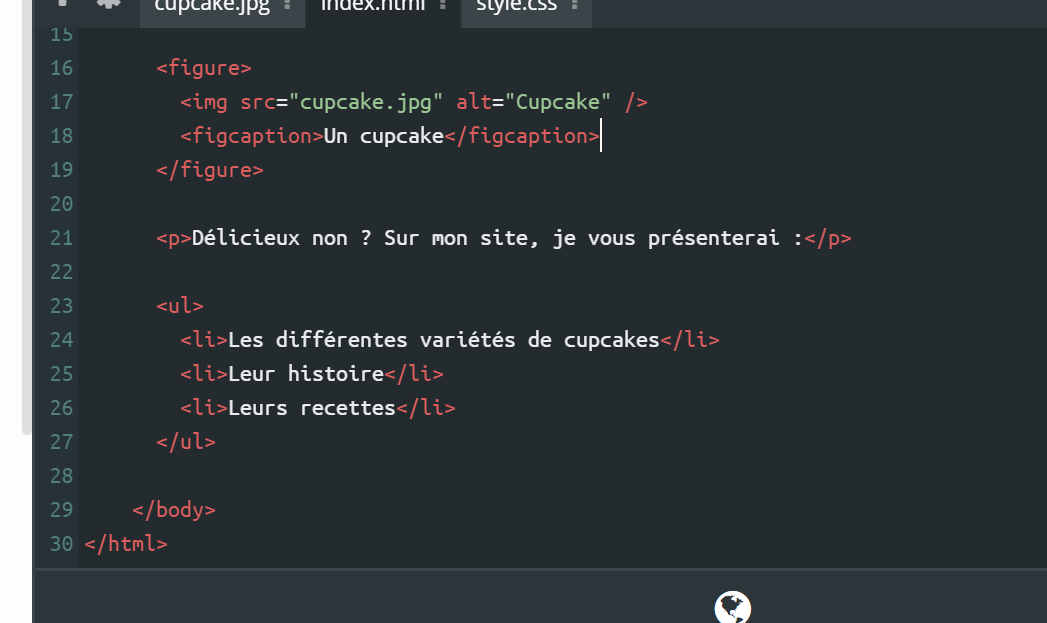 cupcake.jpg index.html style.css
15
16 <figure>
17 <img src="cupcake.jpg" alt="Cupcake" />
18 <figcaption>Un cupcake</figcaption>
19 </figure>
20
21 <p>Délicieux non ? Sur mon site, je vous présenterai :</p>
22
23 <ul>
24 <li>Les différentes variétés de cupcakes</li>
25 <li>Leur histoire</li>
26 <li>Leurs recettes</li>
27 </ul>
28
29 </body>
30 </html>